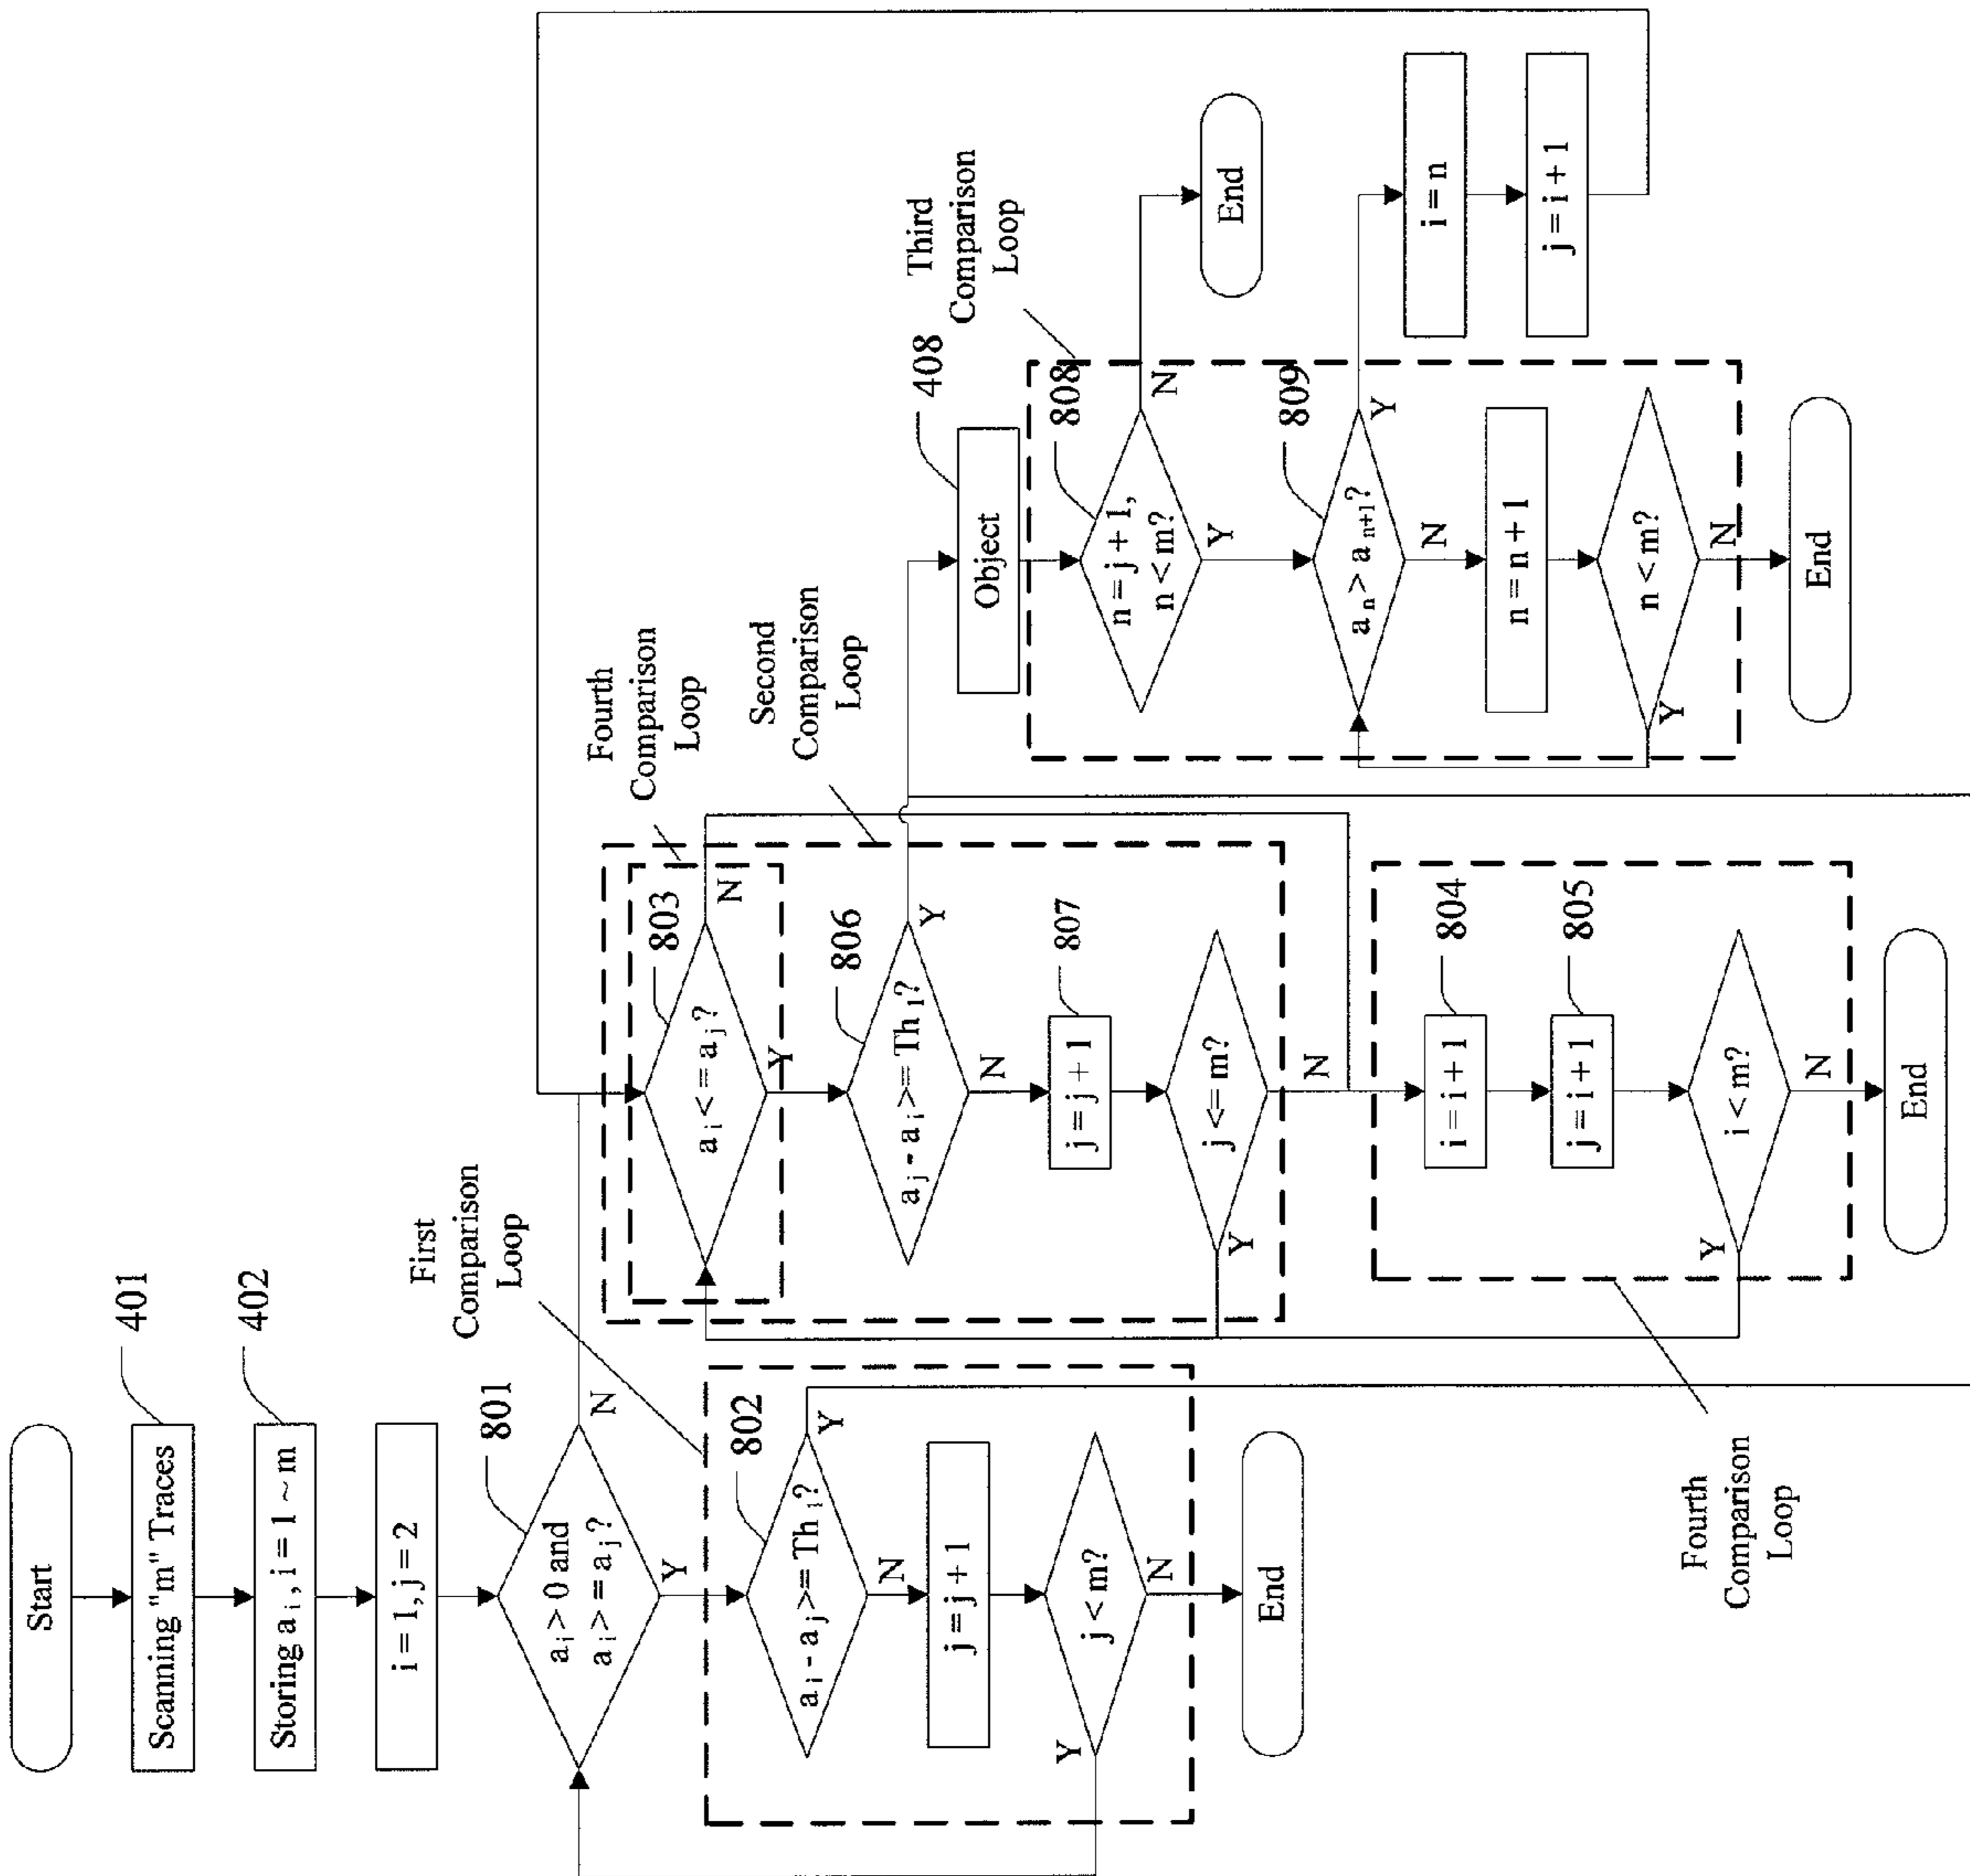 Start
Scanning "m" Traces
401
Storing a i , i = 1 ~ m
402
i = 1, j = 2
a i > 0 and
a i >= a j ?
801
N
Y
First
Comparison
Loop
802
a i - a j >= Th 1 ?
Y
N
j = j + 1
j < m?
Y
N
End
Fourth
Comparison
Loop
803
a i <= a j ?
N
Y
Second
Comparison
Loop
806
a j - a i >= Th 1 ?
Y
N
j = j + 1
807
j <= m?
Y
N
i = i + 1
804
j = i + 1
805
i < m?
Y
N
End
Fourth
Comparison
Loop
Object
408
Third
Comparison
Loop
n = j + 1,
n < m?
808
N
Y
End
a n > a n+1 ?
809
Y
N
n = n + 1
n < m?
Y
N
End
i = n
j = i + 1